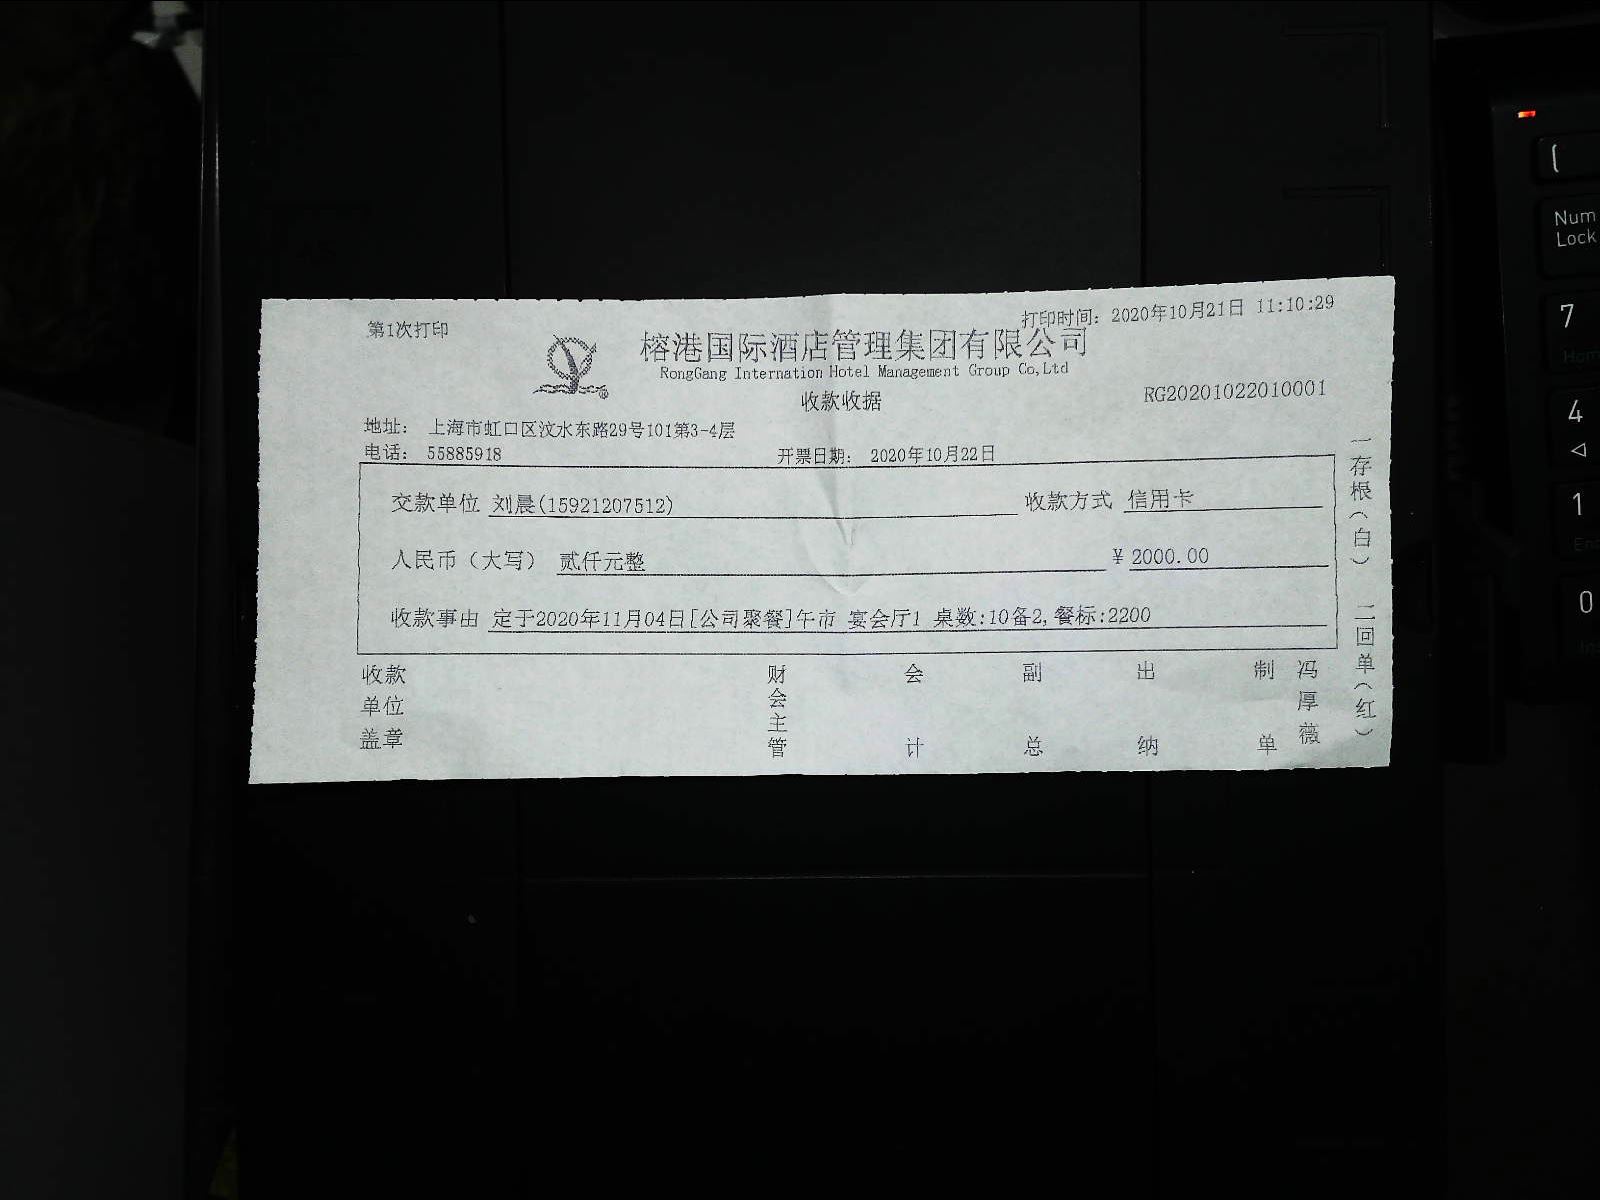 第1次打印
打印时间: 2020年10月21日 11:10:29
榕港国际酒店管理集团有限公司
RongGang Internation Hotel Management Group Co,Ltd
收款收据
RG20201022010001
地址: 上海市虹口区汶水东路29号101第3-4层
电话: 55885918
开票日期: 2020年10月22日
交款单位 刘晨(15921207512) 收款方式 信用卡
人民币（大写） 贰仟元整 ¥ 2000.00
收款事由 定于2020年11月04日[公司聚餐]午市 宴会厅1 桌数:10备2,餐标:2200
收款单位盖章
财会主管
会计
副总
出纳
制单 冯厚薇
一存根（白） 二回单（红）
Num
Lock
7
4
1
0